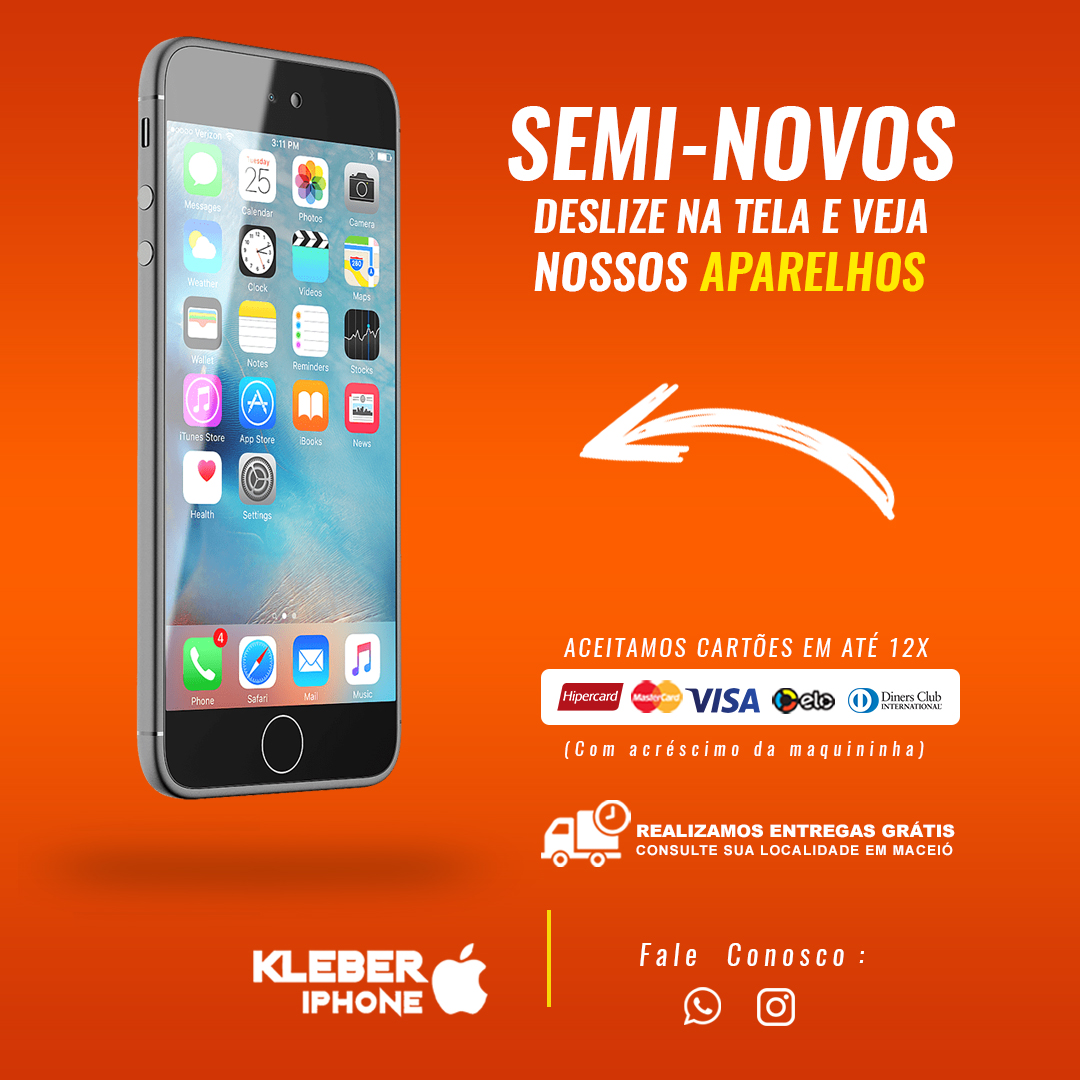 ooooo Verizon
3:11 PM
Tuesday
25
Messages
Calendar
Photos
Camera
280
Weather
Clock
Videos
Maps
Wallet
Notes
Reminders
Stocks
iTunes Store
App Store
iBooks
News
Health
Settings
4
Phone
Safari
Mail
Music
SEMI-NOVOS
DESLIZE NA TELA E VEJA
NOSSOS APARELHOS
ACEITAMOS CARTÕES EM ATÉ 12X
Hipercard MasterCard VISA elo Diners Club
INTERNATIONAL
(Com acréscimo da maquininha)
REALIZAMOS ENTREGAS GRÁTIS
CONSULTE SUA LOCALIDADE EM MACEIÓ
KLEBER
IPHONE
Fale Conosco: